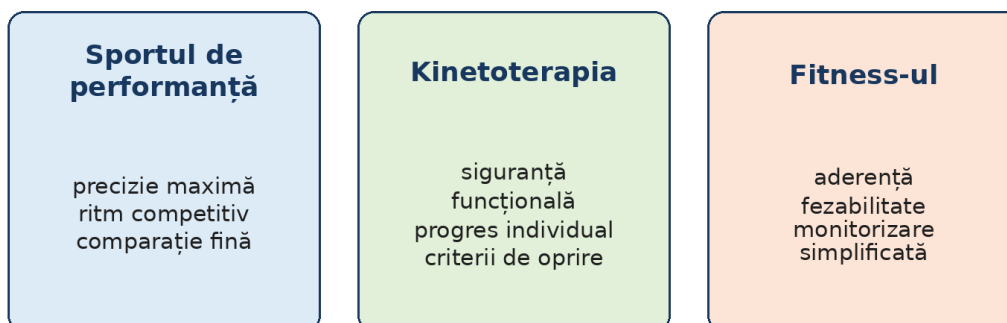 Sportul de
performanță
precizie maximă
ritm competitiv
comparație fină
Kinetoterapia
siguranță
funcțională
progres individual
criterii de oprire
Fitness-ul
aderență
fezabilitate
monitorizare
simplificată